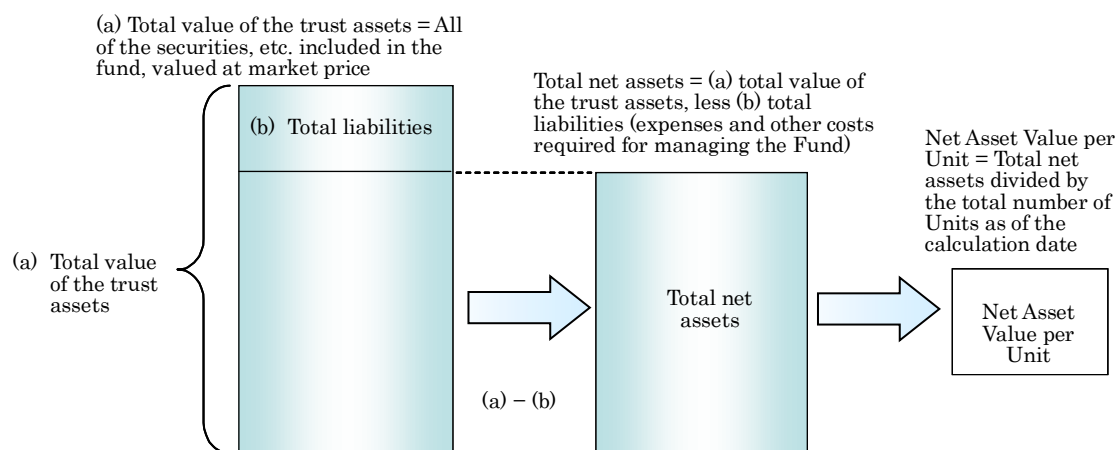 (a) Total value of the trust assets = All
of the securities, etc. included in the
fund, valued at market price
Total net assets = (a) total value of
the trust assets, less (b) total
liabilities (expenses and other costs
required for managing the Fund)
Net Asset Value per
Unit = Total net
assets divided by
the total number of
Units as of the
calculation date
(b) Total liabilities
(a) Total value
of the trust
assets
(a) – (b)
Total net
assets
Net Asset
Value per
Unit